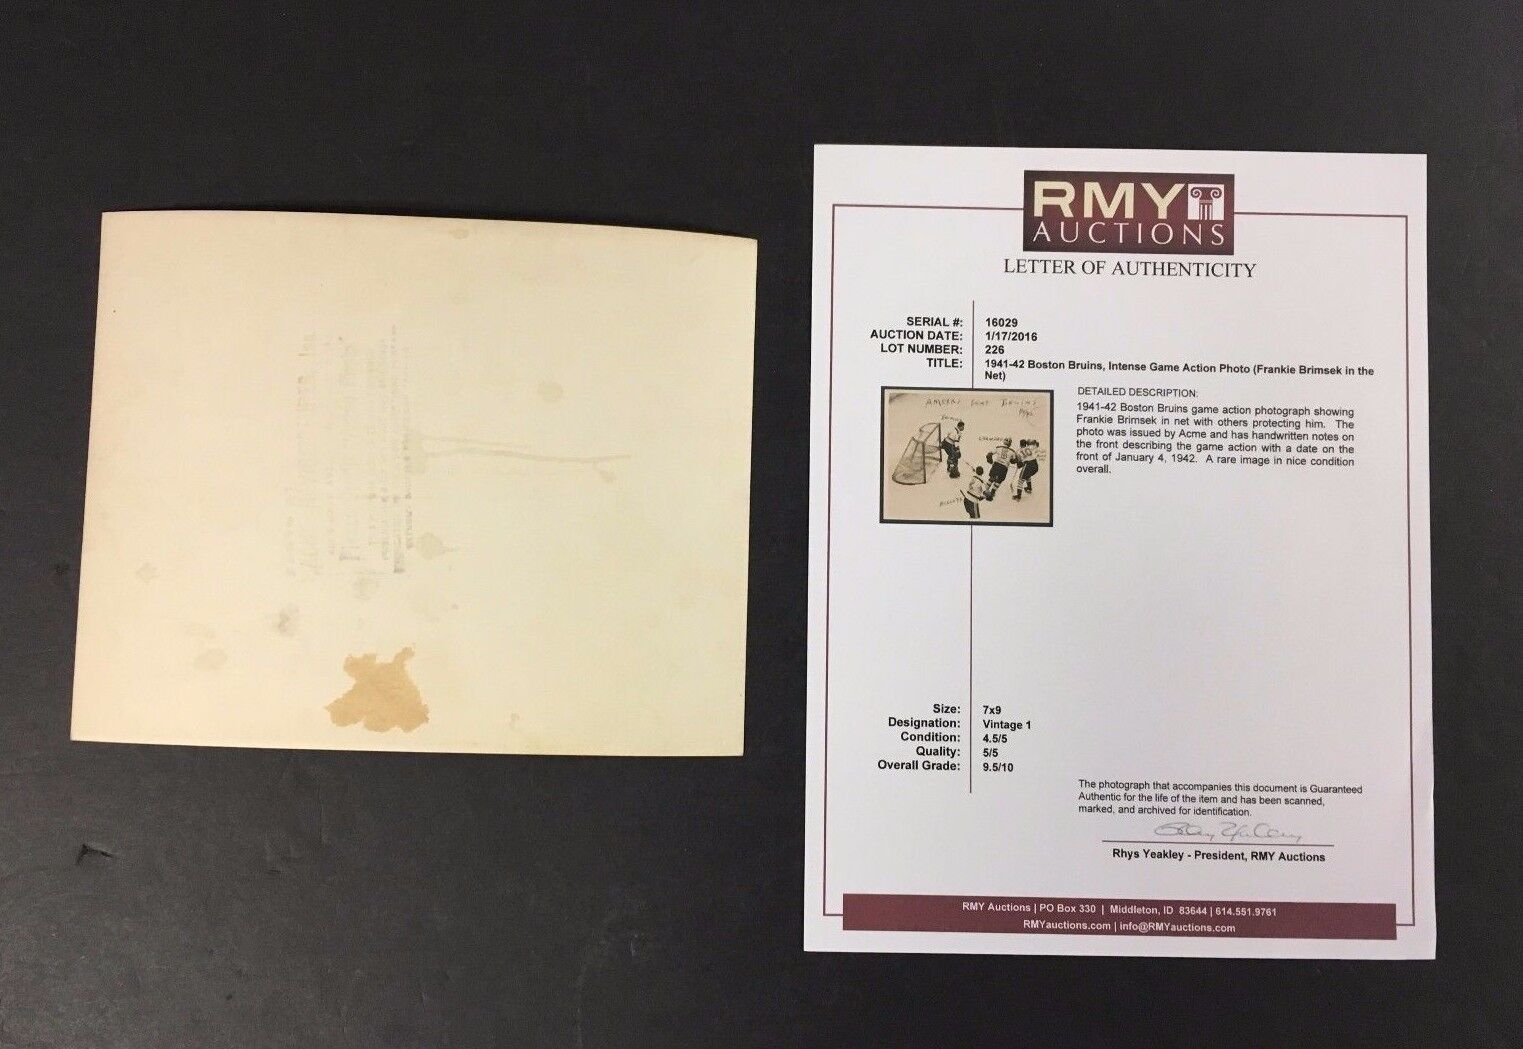 RMY
AUCTIONS
LETTER OF AUTHENTICITY
SERIAL #: 16029
AUCTION DATE: 1/17/2016
LOT NUMBER: 226
TITLE: 1941-42 Boston Bruins, Intense Game Action Photo (Frankie Brimsek in the
Net)
DETAILED DESCRIPTION:
1941-42 Boston Bruins game action photograph showing
Frankie Brimsek in net with others protecting him. The
photo was issued by Acme and has handwritten notes on
the front describing the game action with a date on the
front of January 4, 1942. A rare image in nice condition
overall.
Size: 7x9
Designation: Vintage 1
Condition: 4.5/5
Quality: 5/5
Overall Grade: 9.5/10
The photograph that accompanies this document is Guaranteed
Authentic for the life of the item and has been scanned,
marked, and archived for identification.
Rhys Yeakley - President, RMY Auctions
RMY Auctions | PO Box 330 | Middleton, ID 83644 | 614.551.9761
RMYauctions.com | info@RMYauctions.com